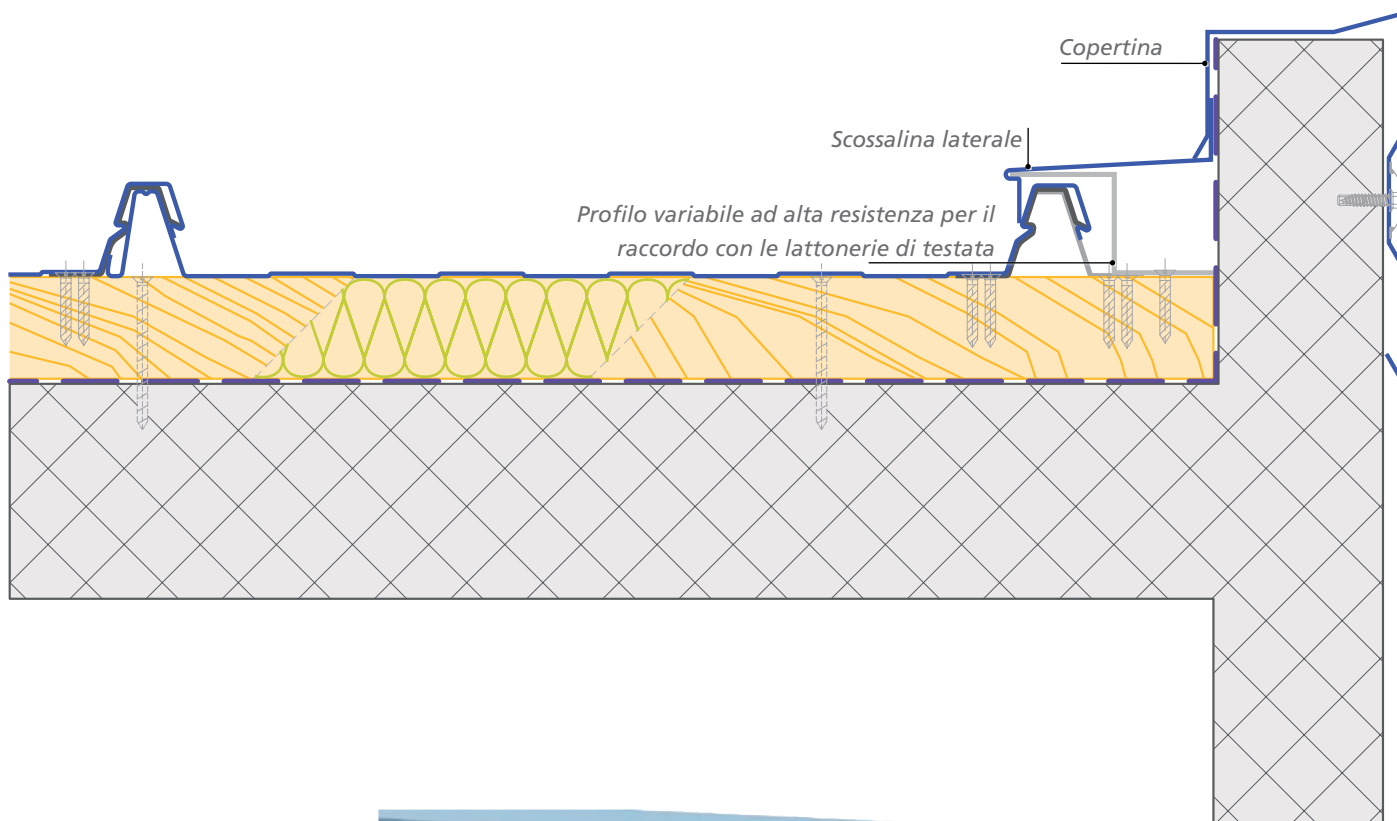 Copertina
Scossalina laterale
Profilo variabile ad alta resistenza per il
raccordo con le lattonerie di testata